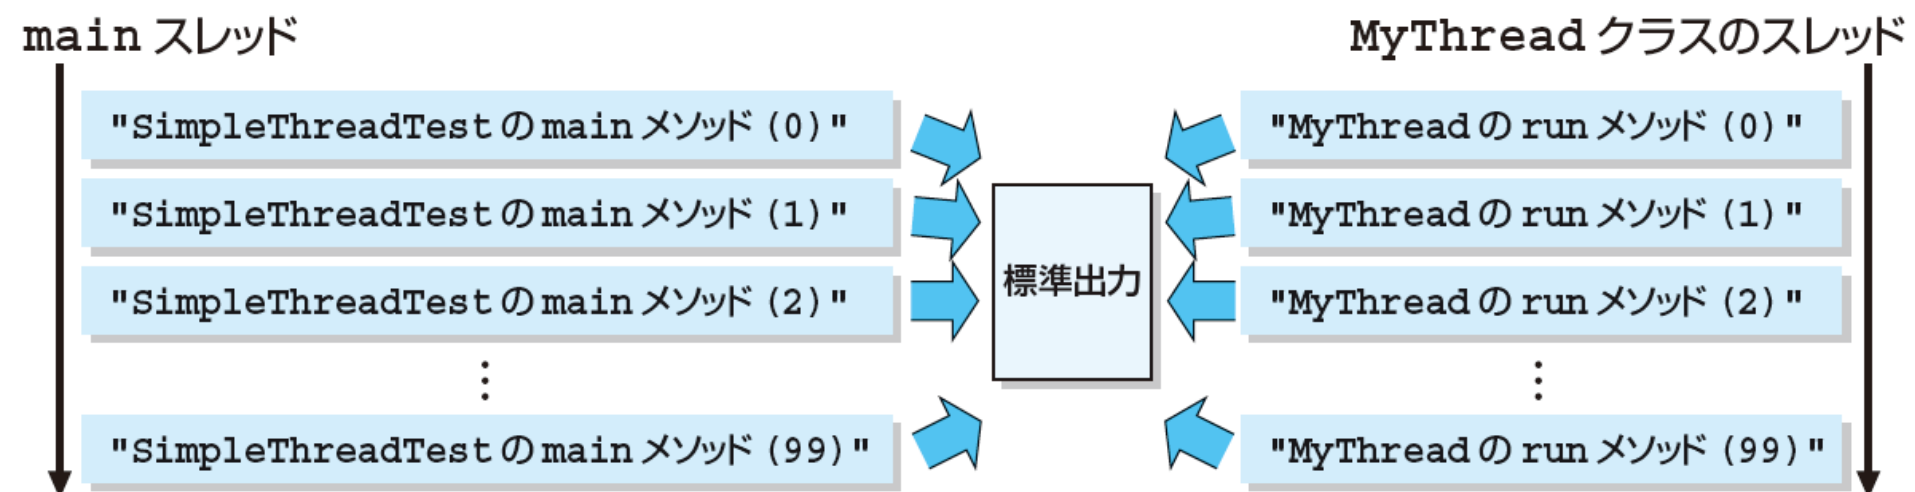 main スレッド
MyThread クラスのスレッド
"SimpleThreadTest の main メソッド (0)"
"MyThread の run メソッド (0)"
"SimpleThreadTest の main メソッド (1)"
"MyThread の run メソッド (1)"
標準出力
"SimpleThreadTest の main メソッド (2)"
"MyThread の run メソッド (2)"
⋮
⋮
"SimpleThreadTest の main メソッド (99)"
"MyThread の run メソッド (99)"